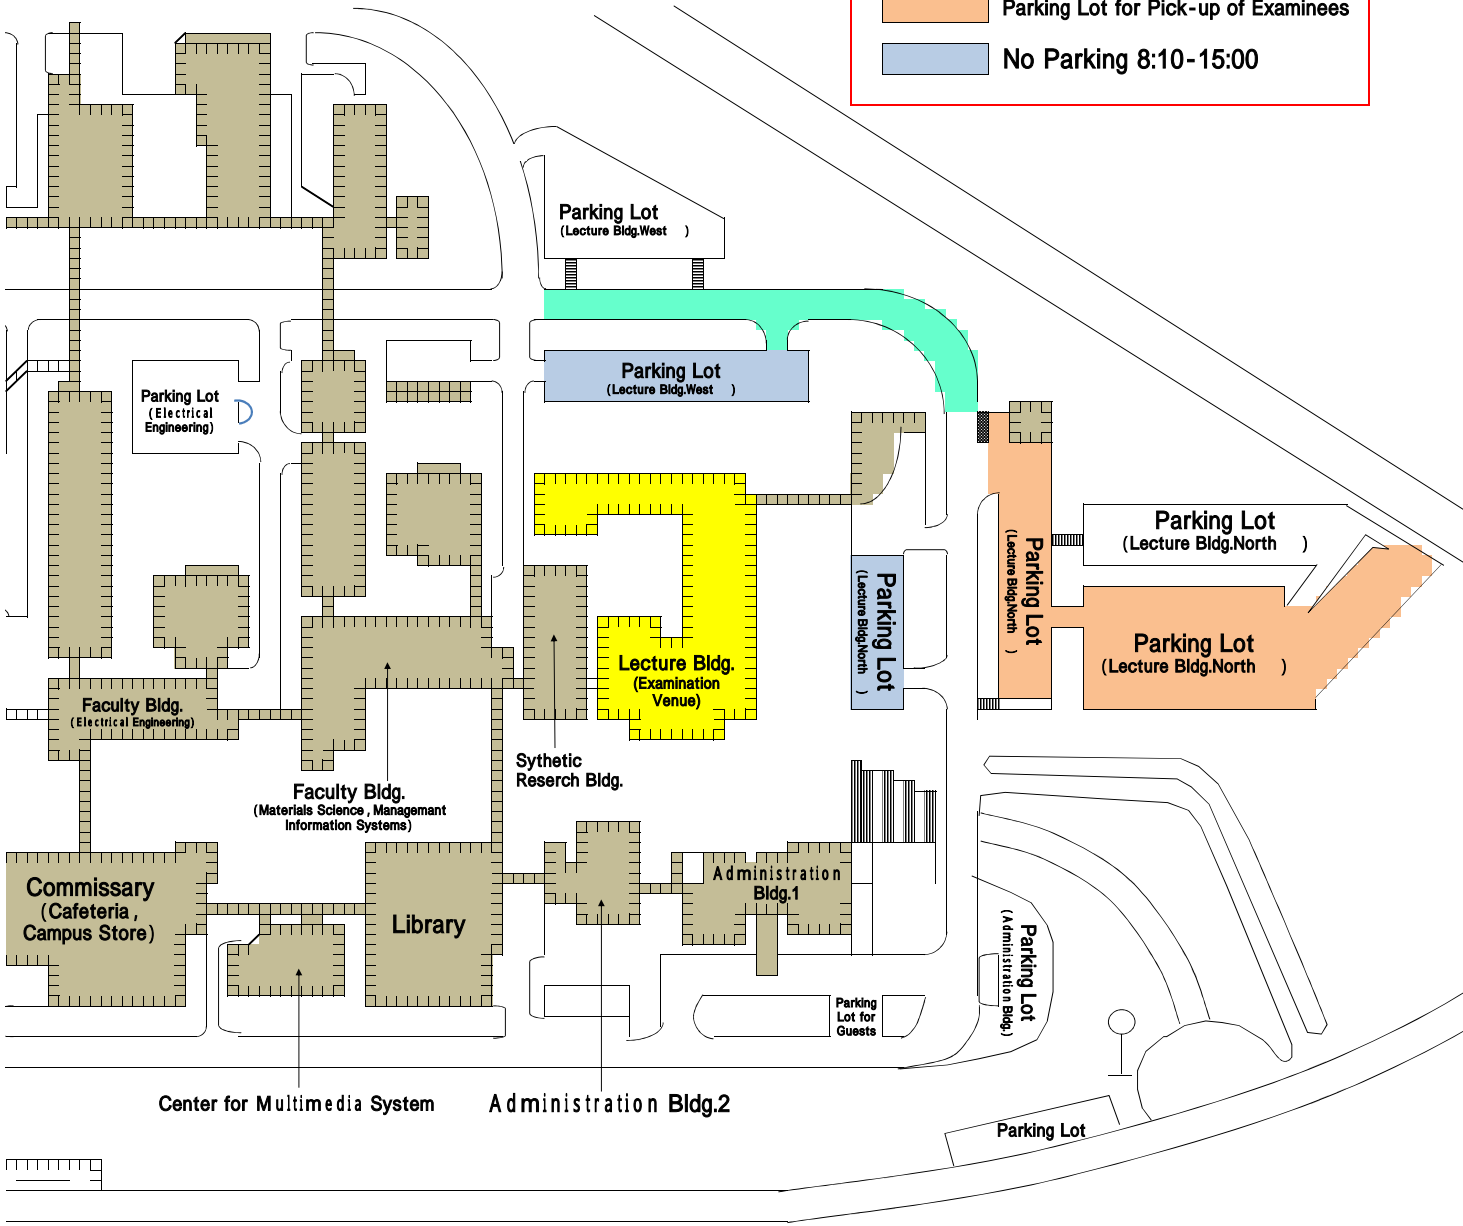 Parking Lot for Pick-up of Examinees
No Parking 8:10-15:00
Parking Lot
(Lecture Bldg.West )
Parking Lot
(Lecture Bldg.West )
Parking Lot
(Electrical
Engineering)
Parking Lot
(Lecture Bldg.North )
Parking Lot
(Lecture Bldg.North )
Parking Lot
(Lecture Bldg.North )
Parking Lot
(Lecture Bldg.North )
Lecture Bldg.
(Examination
Venue)
Faculty Bldg.
(Electrical Engineering)
Sythetic
Reserch Bldg.
Faculty Bldg.
(Materials Science, Managemant
Information Systems)
Commissary
(Cafeteria,
Campus Store)
Library
Administration
Bldg.1
Parking Lot
(Administration Bldg.)
Parking
Lot for
Guests
Center for Multimedia System
Administration Bldg.2
Parking Lot